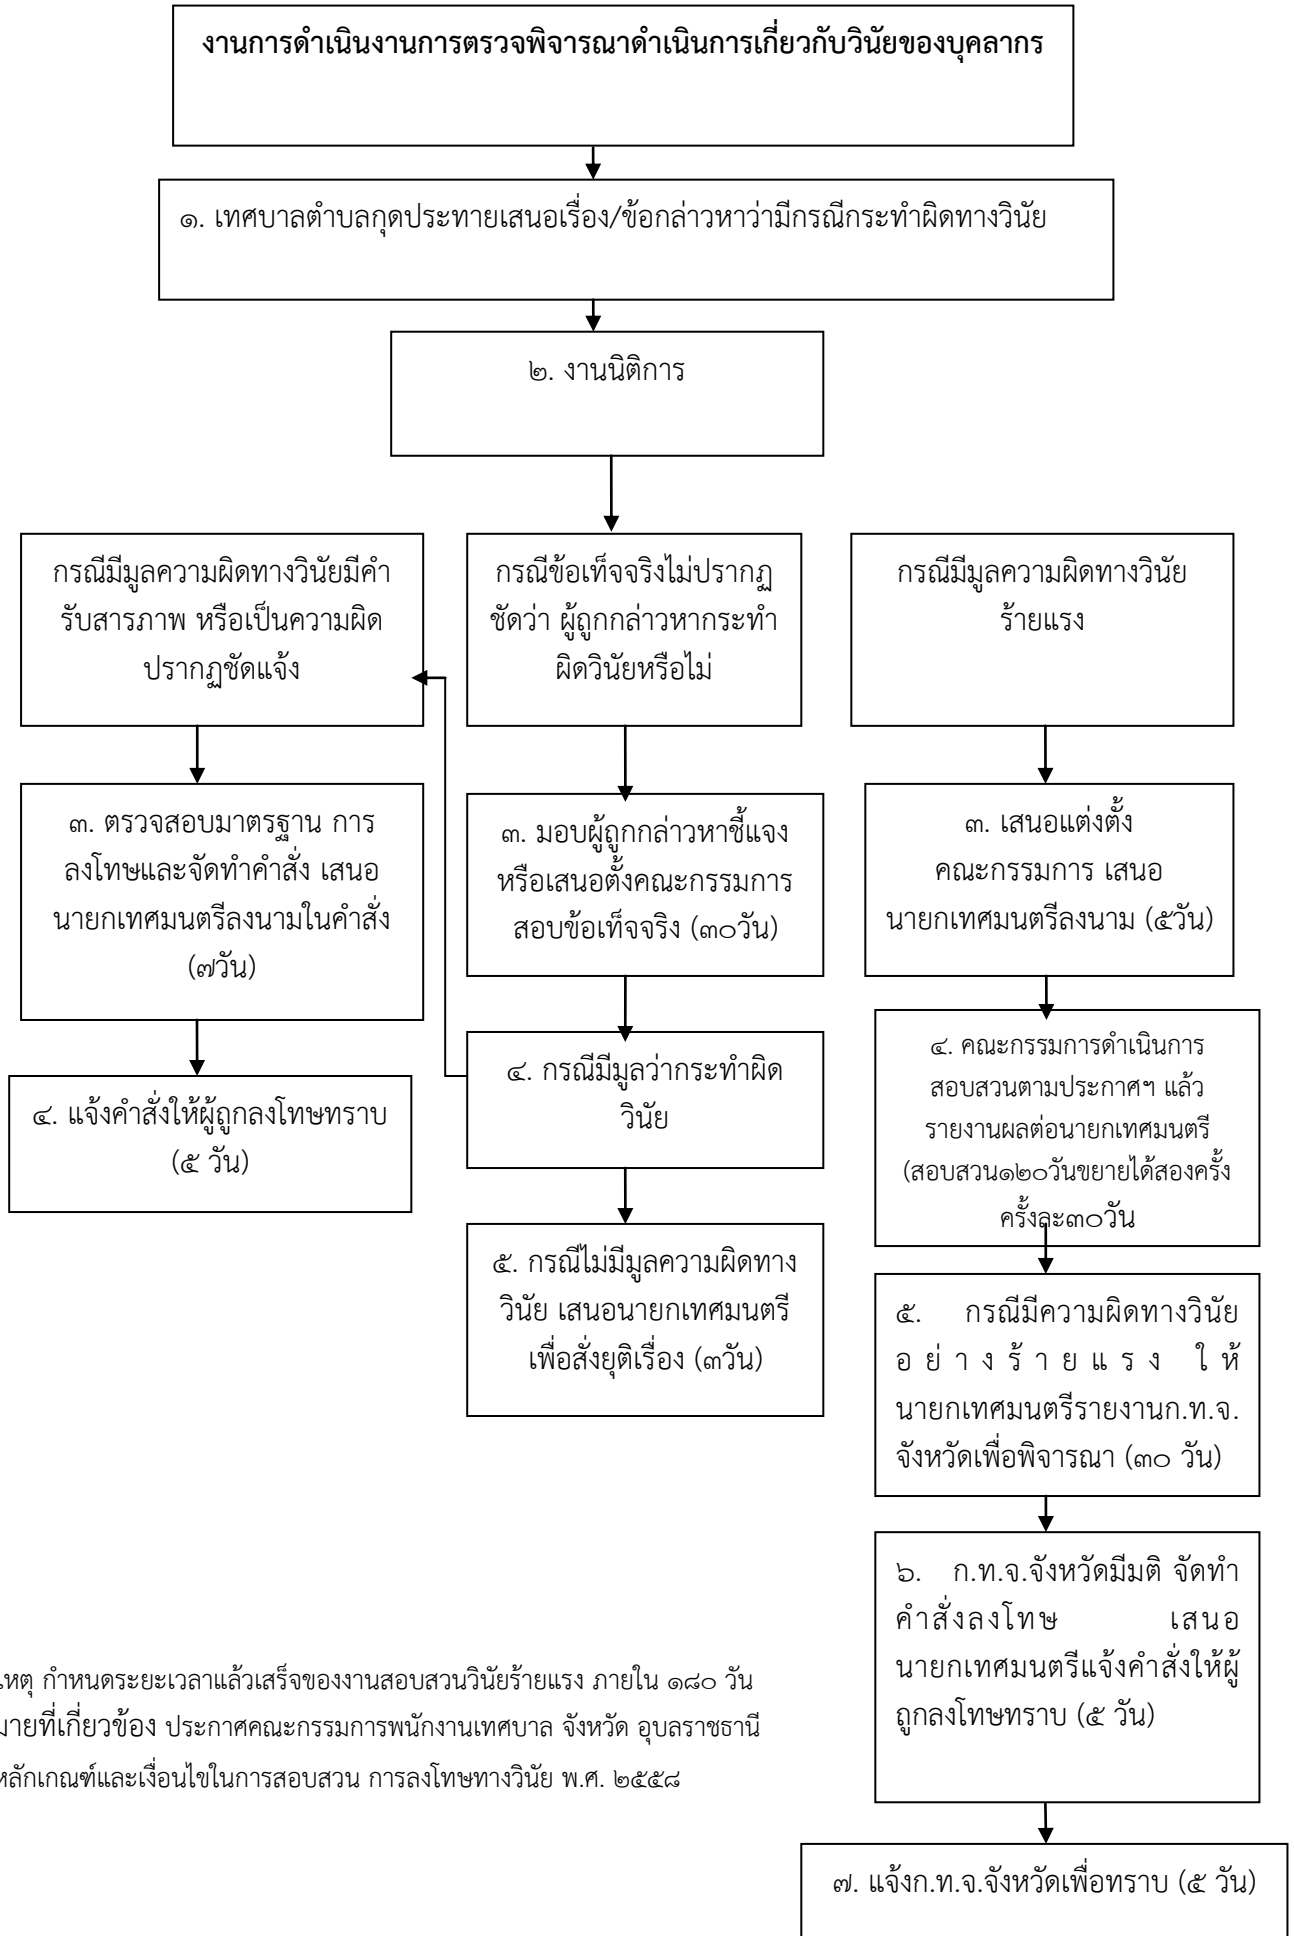 งานการดำเนินงานการตรวจพิจารณาดำเนินการเกี่ยวกับวินัยของบุคลากร
๑. เทศบาลตำบลกุดประทายเสนอเรื่อง/ข้อกล่าวหาว่ามีกรณีกระทำผิดทางวินัย
๒. งานนิติการ
กรณีมีมูลความผิดทางวินัยมีคำ
รับสารภาพ หรือเป็นความผิด
ปรากฏชัดแจ้ง
๓. ตรวจสอบมาตรฐาน การ
ลงโทษและจัดทำคำสั่ง เสนอ
นายกเทศมนตรีลงนามในคำสั่ง
(๗วัน)
๔. แจ้งคำสั่งให้ผู้ถูกลงโทษทราบ
(๕ วัน)
กรณีข้อเท็จจริงไม่ปรากฏ
ชัดว่า ผู้ถูกกล่าวหากระทำ
ผิดวินัยหรือไม่
๓. มอบผู้ถูกกล่าวหาชี้แจง
หรือเสนอตั้งคณะกรรมการ
สอบข้อเท็จจริง (๓๐วัน)
๔. กรณีมีมูลว่ากระทำผิด
วินัย
๕. กรณีไม่มีมูลความผิดทาง
วินัย เสนอนายกเทศมนตรี
เพื่อสั่งยุติเรื่อง (๓วัน)
กรณีมีมูลความผิดทางวินัย
ร้ายแรง
๓. เสนอแต่งตั้ง
คณะกรรมการ เสนอ
นายกเทศมนตรีลงนาม (๕วัน)
๔. คณะกรรมการดำเนินการ
สอบสวนตามประกาศฯ แล้ว
รายงานผลต่อนายกเทศมนตรี
(สอบสวน๑๒๐วันขยายได้สองครั้ง
ครั้งละ๓๐วัน
๕. กรณีมีความผิดทางวินัย
อย่างร้ายแรง ให้
นายกเทศมนตรีรายงานก.ท.จ.
จังหวัดเพื่อพิจารณา (๓๐ วัน)
๖. ก.ท.จ.จังหวัดมีมติ จัดทำ
คำสั่งลงโทษ เสนอ
นายกเทศมนตรีแจ้งคำสั่งให้ผู้
ถูกลงโทษทราบ (๕ วัน)
๗. แจ้งก.ท.จ.จังหวัดเพื่อทราบ (๕ วัน)
เหตุ กำหนดระยะเวลาแล้วเสร็จของงานสอบสวนวินัยร้ายแรง ภายใน ๑๘๐ วัน
มายที่เกี่ยวข้อง ประกาศคณะกรรมการพนักงานเทศบาล จังหวัด อุบลราชธานี
หลักเกณฑ์และเงื่อนไขในการสอบสวน การลงโทษทางวินัย พ.ศ. ๒๕๕๘